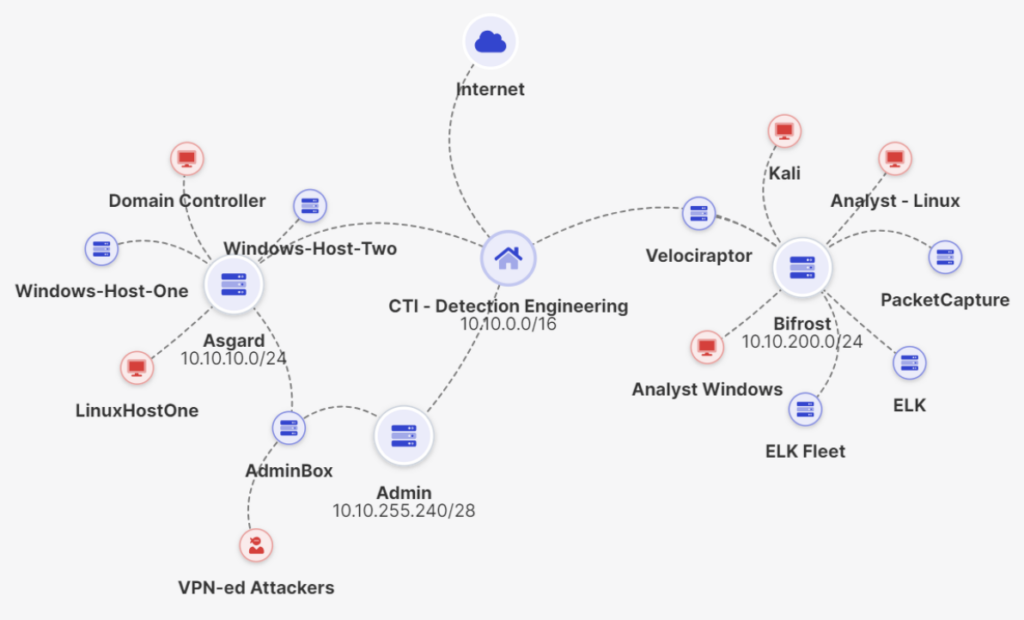 Internet
Kali
Domain Controller
Analyst - Linux
Windows-Host-Two
Velociraptor
Windows-Host-One
PacketCapture
CTI - Detection Engineering
10.10.0.0/16
Bifrost
10.10.200.0/24
Asgard
10.10.10.0/24
Analyst Windows
LinuxHostOne
ELK
ELK Fleet
AdminBox
Admin
10.10.255.240/28
VPN-ed Attackers